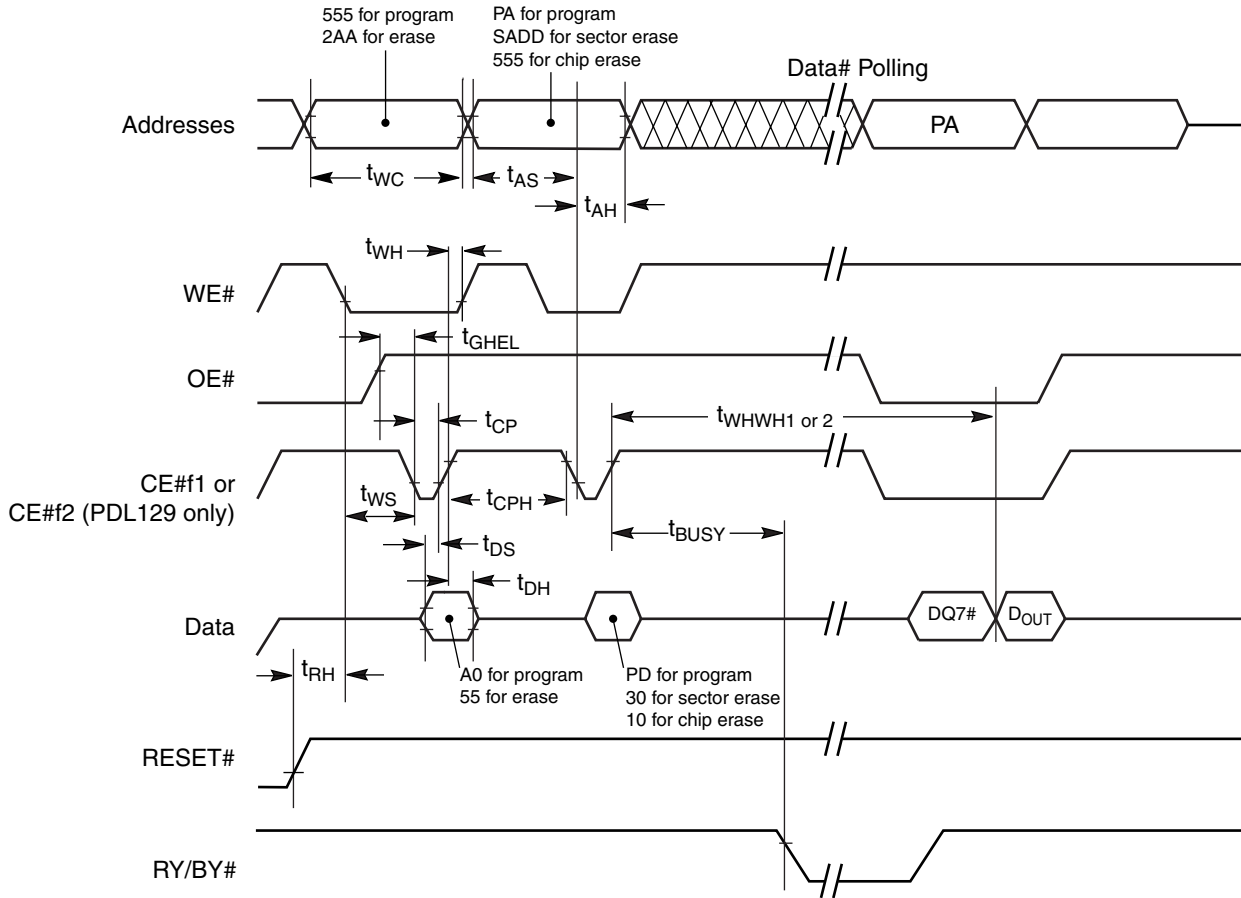 555 for program
2AA for erase
PA for program
SADD for sector erase
555 for chip erase
Data# Polling
Addresses
PA
tWC
tAS
tAH
tWH
WE#
tGHEL
OE#
tWHWH1 or 2
tCP
CE#f1 or
CE#f2 (PDL129 only)
tWS
tCPH
tBUSY
tDS
tDH
Data
DQ7#
DOUT
tRH
A0 for program
55 for erase
PD for program
30 for sector erase
10 for chip erase
RESET#
RY/BY#